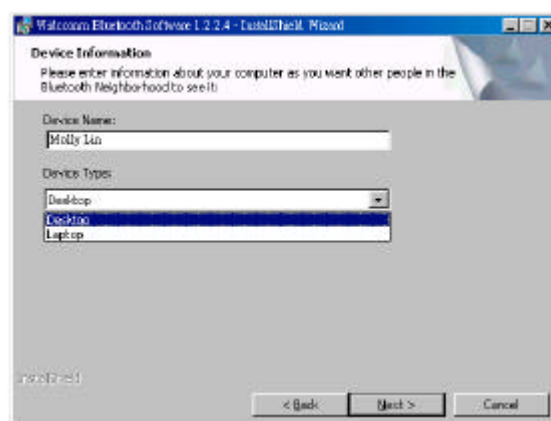 Bluetooth Software 1.2.2.4 - InstallShield Wizard
Device Information
Please enter information about your computer as you want other people in the
Bluetooth Neighborhood to see it:
Device Name:
Molly Lin
Device Type:
Desktop
Desktop
Laptop
InstallShield
< Back
Next >
Cancel